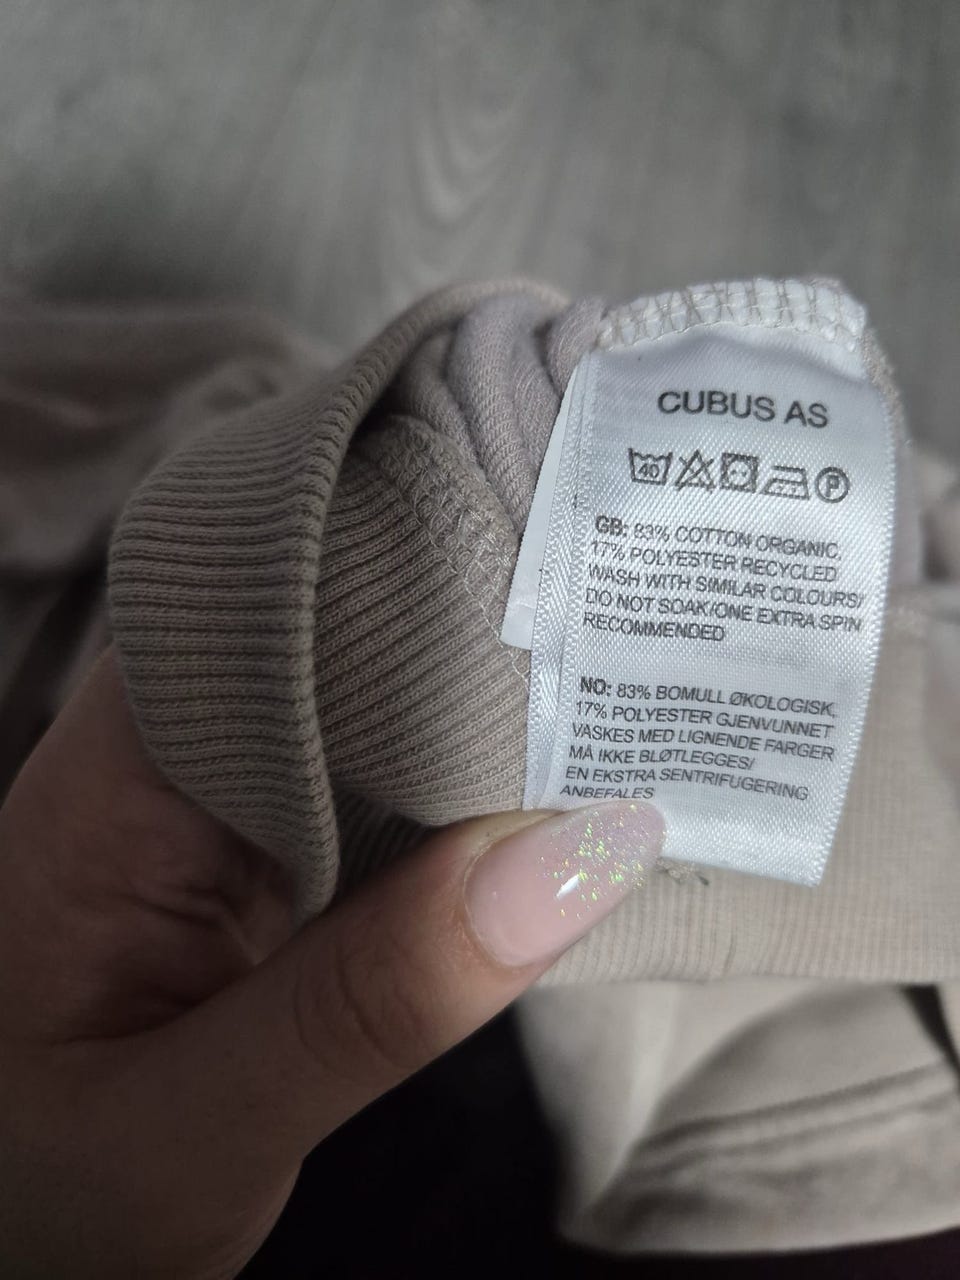 CUBUS AS
40 P
GB: 83% COTTON ORGANIC,
17% POLYESTER RECYCLED
WASH WITH SIMILAR COLOURS/
DO NOT SOAK/ONE EXTRA SPIN
RECOMMENDED
NO: 83% BOMULL ØKOLOGISK,
17% POLYESTER GJENVUNNET
VASKES MED LIGNENDE FARGER
MÅ IKKE BLØTLEGGES/
EN EKSTRA SENTRIFUGERING
ANBEFALES